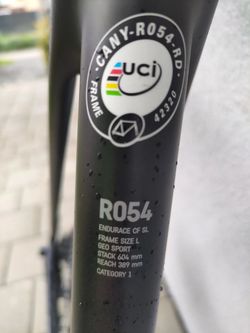 CANY-R054-RD
UCi
FRAME 42320
R054
ENDURACE CF SL
FRAME SIZE L
GEO SPORT
STACK 604 mm
REACH 389 mm
CATEGORY 1